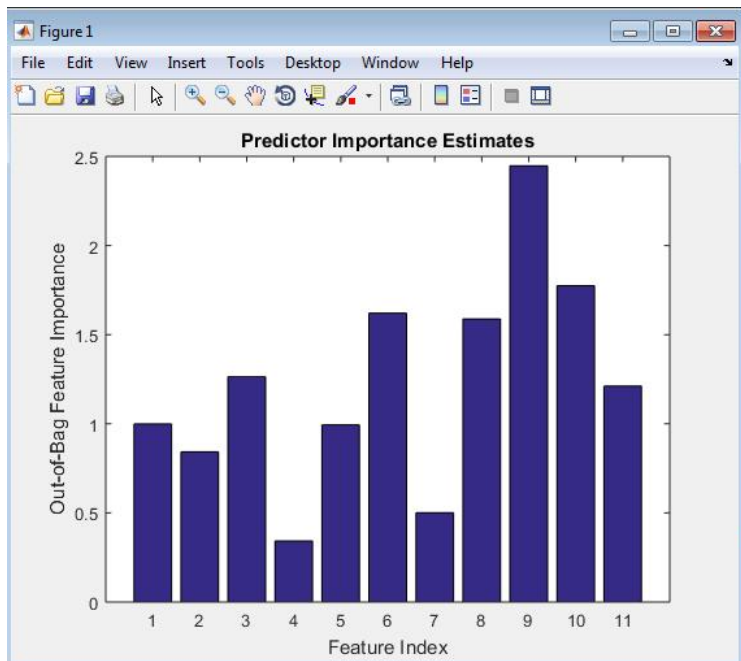 Figure 1
File Edit View Insert Tools Desktop Window Help
Predictor Importance Estimates
Out-of-Bag Feature Importance
2.5
2
1.5
1
0.5
0
1 2 3 4 5 6 7 8 9 10 11
Feature Index